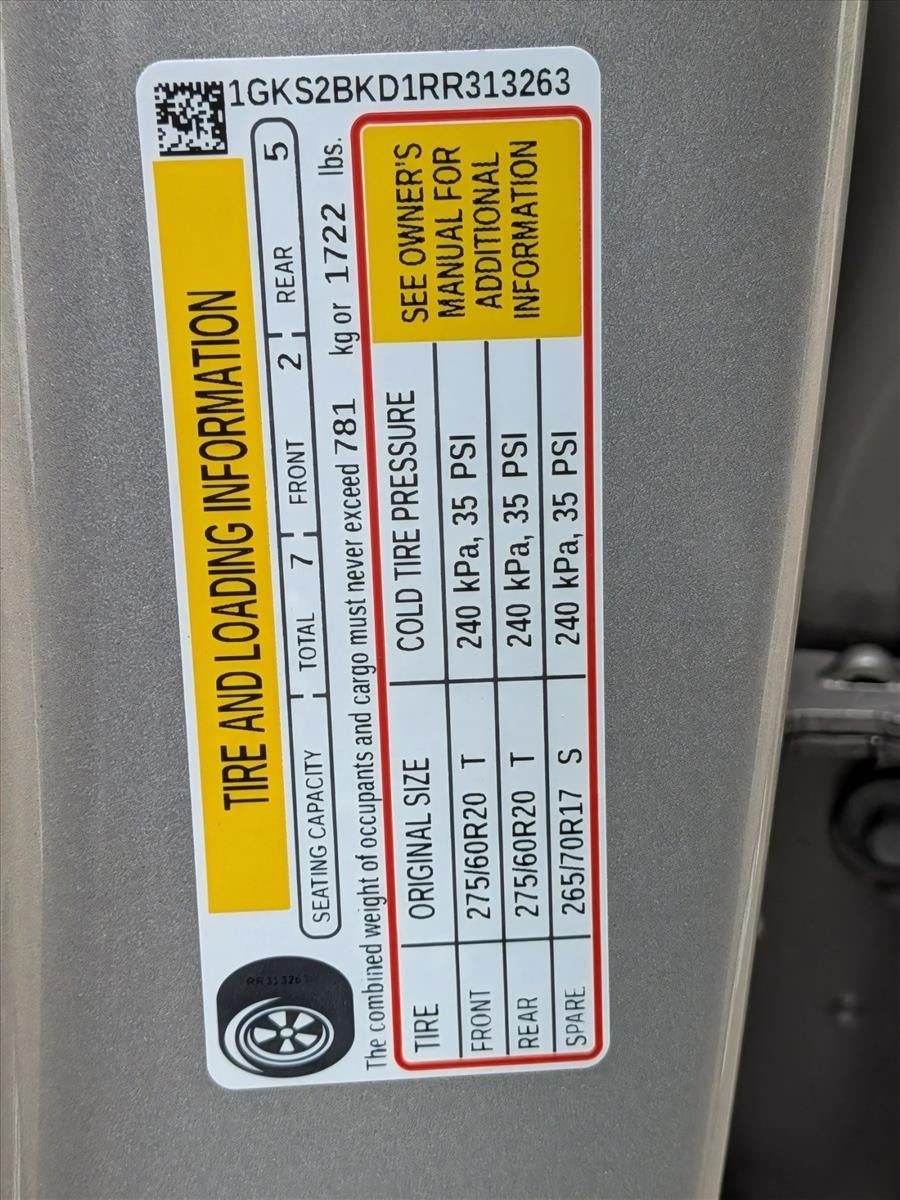 1GKS2BKD1RR313263
TIRE AND LOADING INFORMATION
SEATING CAPACITY TOTAL 7 FRONT 2 REAR 5
The combined weight of occupants and cargo must never exceed 781 kg or 1722 lbs.
TIRE ORIGINAL SIZE COLD TIRE PRESSURE
FRONT 275/60R20 T 240 kPa, 35 PSI
REAR 275/60R20 T 240 kPa, 35 PSI
SPARE 265/70R17 S 240 kPa, 35 PSI
SEE OWNER'S
MANUAL FOR
ADDITIONAL
INFORMATION